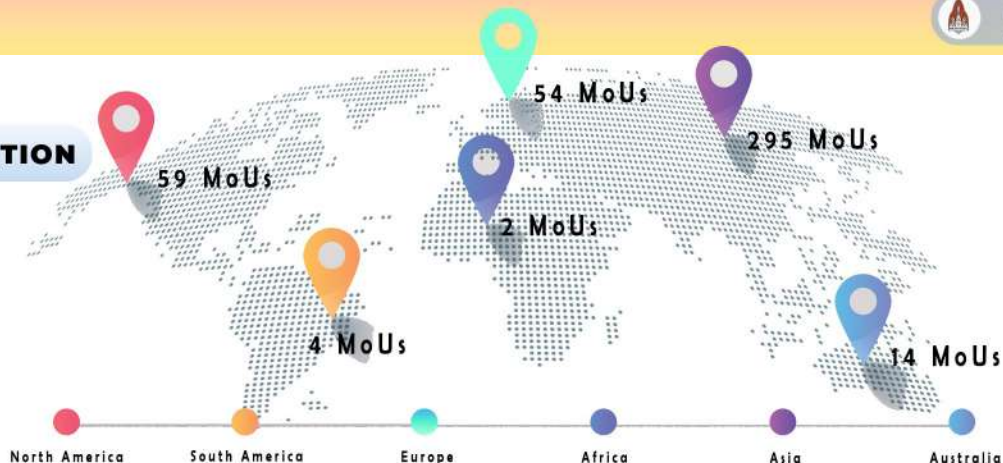 54 MoUs
295 MoUs
TION
59 MoUs
2 MoUs
4 MoUs
14 MoUs
North America
South America
Europe
Africa
Asia
Australia